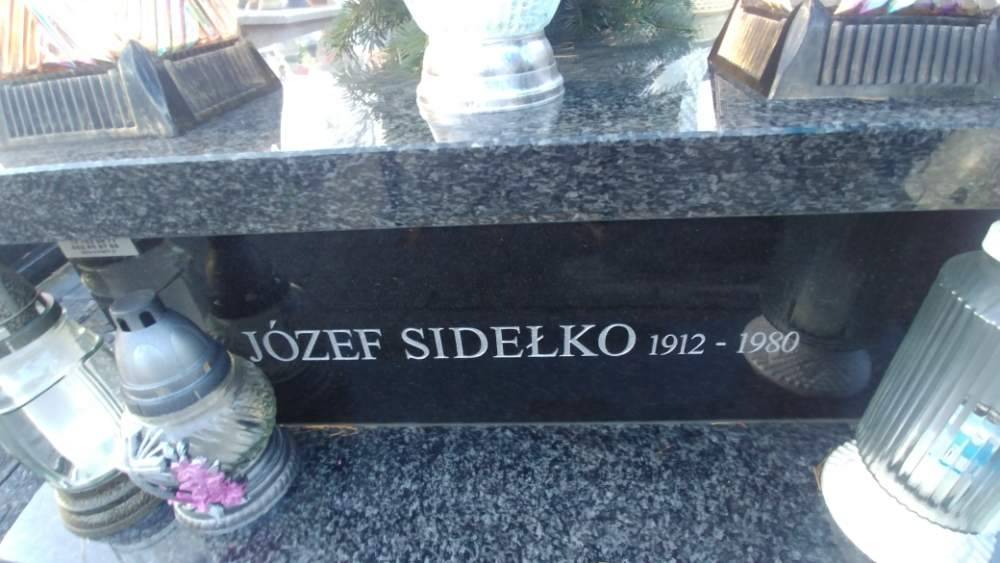 JÓZEF SIDEŁKO 1912 - 1980